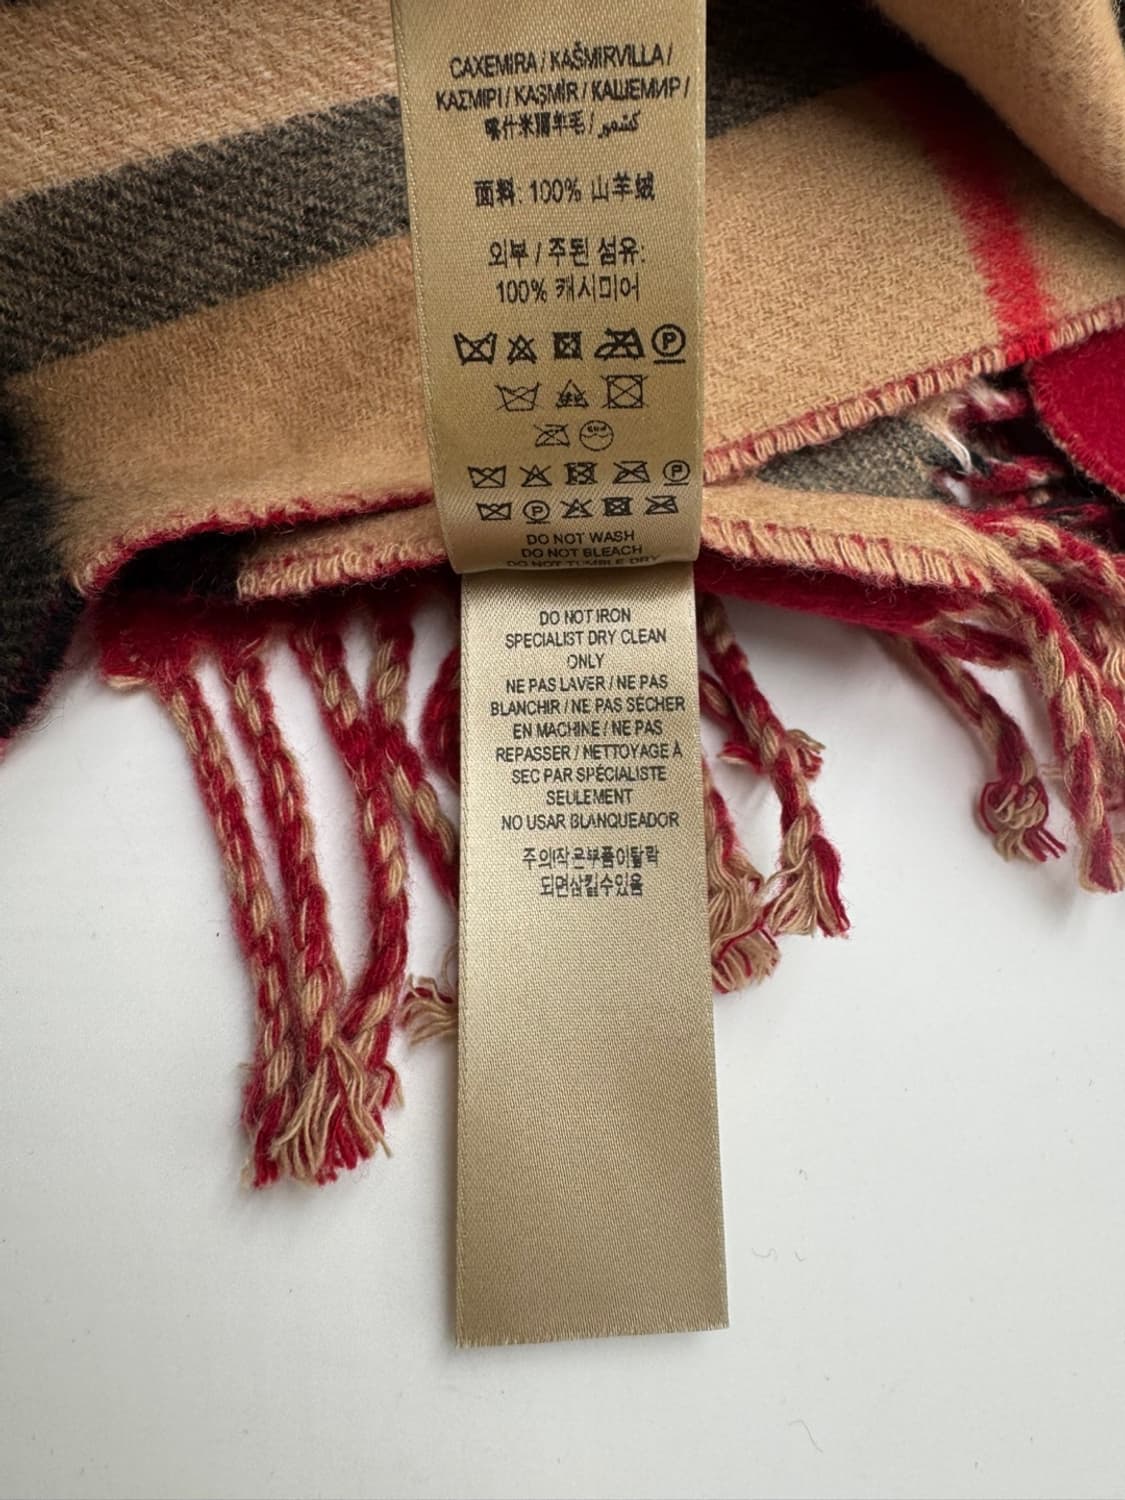 CAXEMIRA / KAŠMIRVILLA /
ΚΑΣΜΙΡΙ / KAŞMİR / КАШЕМИР /
喀什米爾羊毛 / كشمير
面料: 100% 山羊绒
외부 / 주된 섬유:
100% 캐시미어
P
P
P
DO NOT WASH
DO NOT BLEACH
DO NOT TUMBLE DRY
DO NOT IRON
SPECIALIST DRY CLEAN
ONLY
NE PAS LAVER / NE PAS
BLANCHIR / NE PAS SÉCHER
EN MACHINE / NE PAS
REPASSER / NETTOYAGE À
SEC PAR SPÉCIALISTE
SEULEMENT
NO USAR BLANQUEADOR
주의!작은부품이탈락
되면삼킬수있음